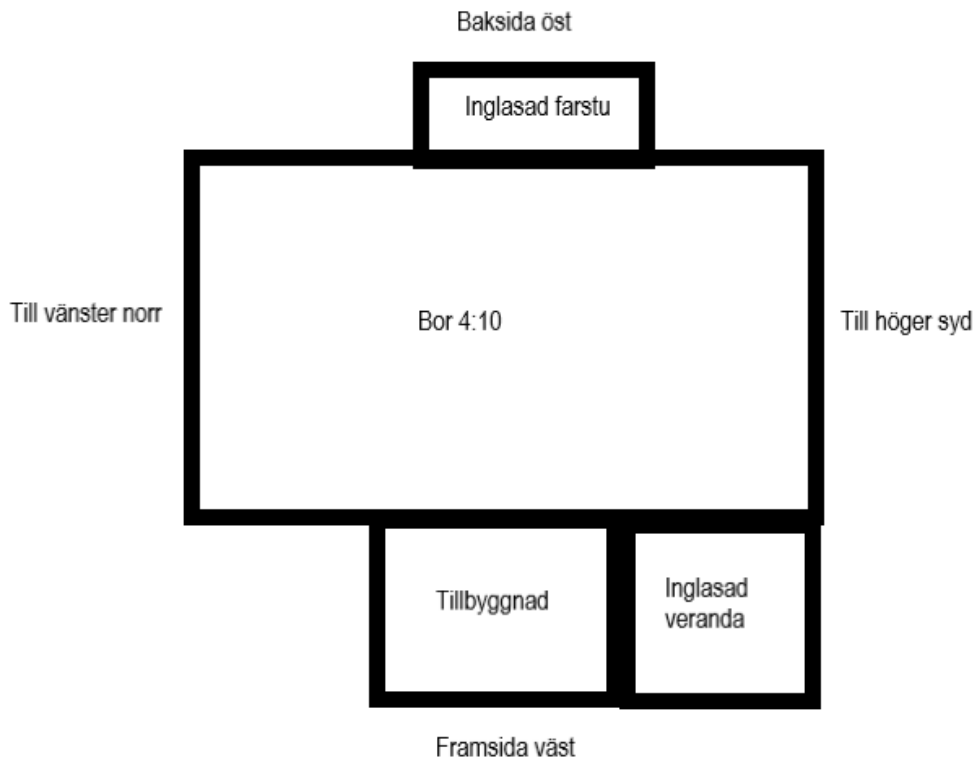 Baksida öst
Inglasad farstu
Till vänster norr
Bor 4:10
Till höger syd
Tillbyggnad
Inglasad
veranda
Framsida väst